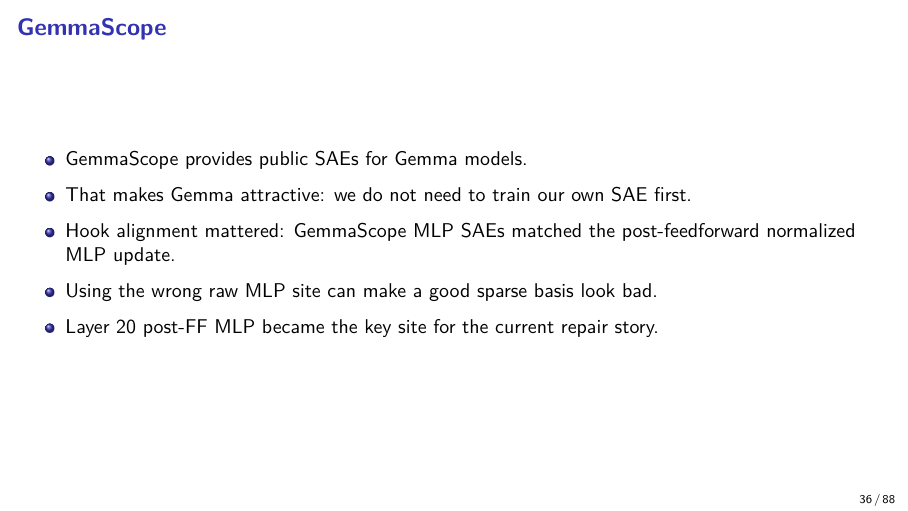 GemmaScope
GemmaScope provides public SAEs for Gemma models.
That makes Gemma attractive: we do not need to train our own SAE first.
Hook alignment mattered: GemmaScope MLP SAEs matched the post-feedforward normalized
MLP update.
Using the wrong raw MLP site can make a good sparse basis look bad.
Layer 20 post-FF MLP became the key site for the current repair story.
36 / 88